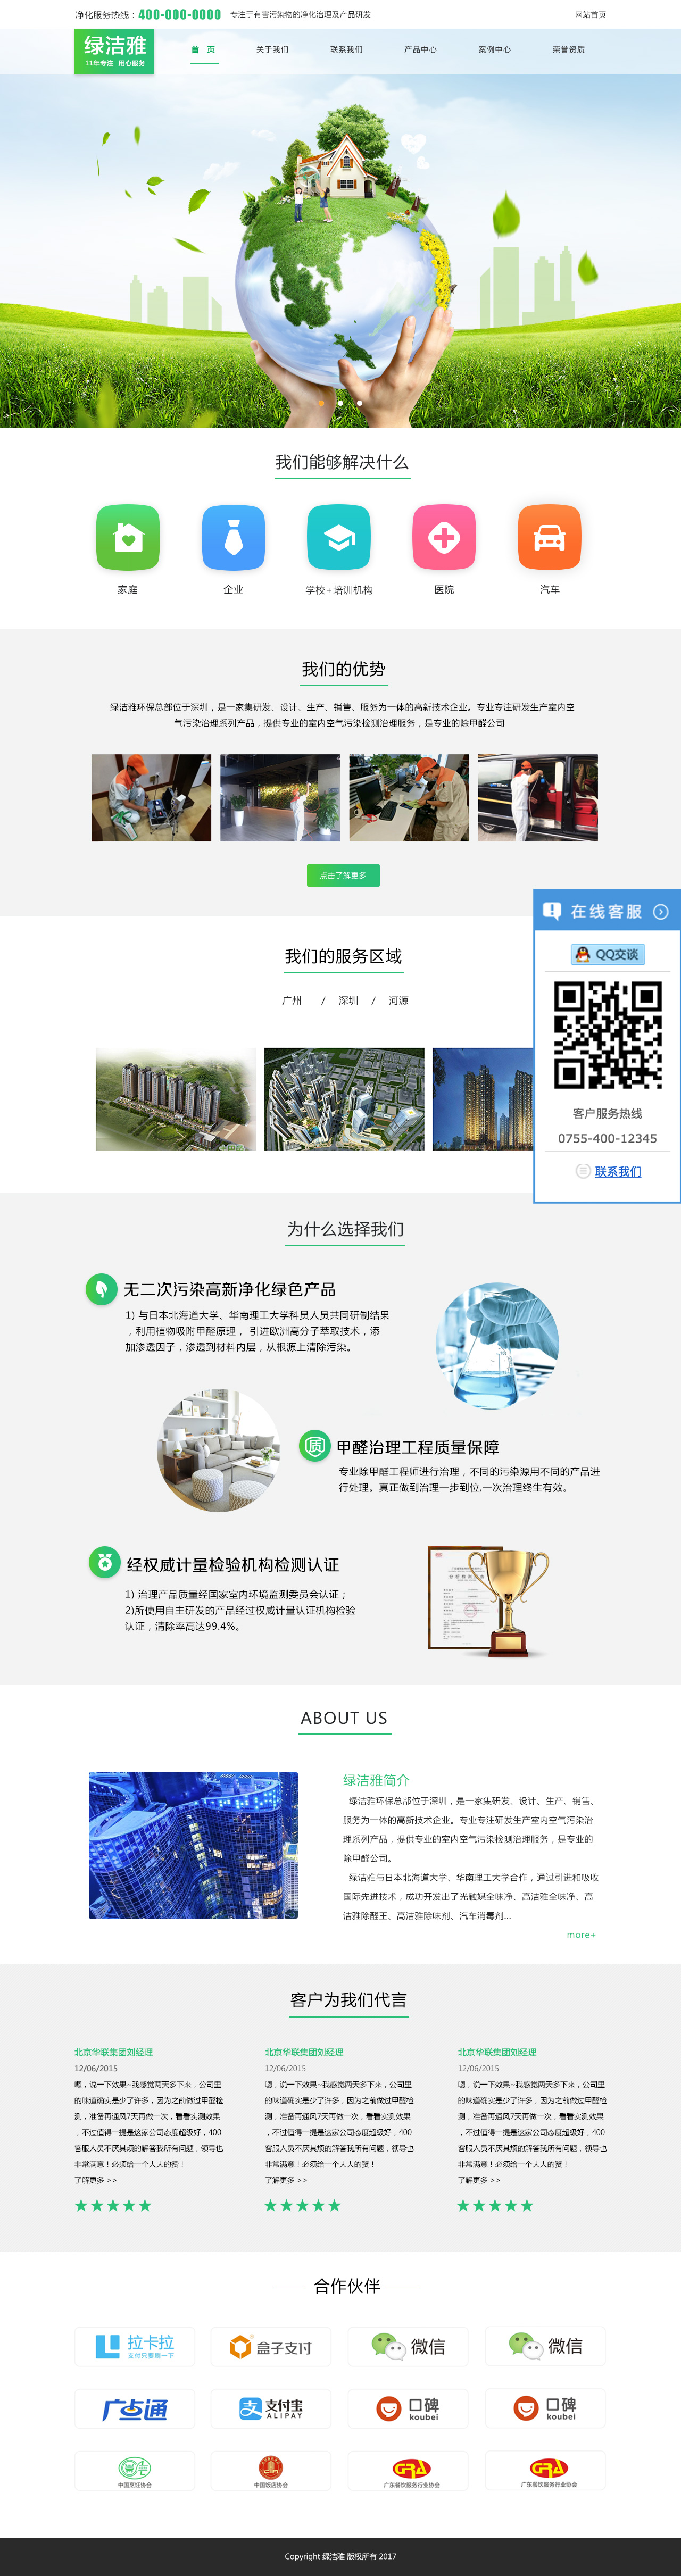 净化服务热线：400-000-0000 专注于有害污染物的净化治理及产品研发 网站首页
绿洁雅
11年专注 用心服务
首 页 关于我们 联系我们 产品中心 案例中心 荣誉资质
我们能够解决什么
家庭 企业 学校+培训机构 医院 汽车
我们的优势
绿洁雅环保总部位于深圳，是一家集研发、设计、生产、销售、服务为一体的高新技术企业。专业专注研发生产室内空
气污染治理系列产品，提供专业的室内空气污染检测治理服务，是专业的除甲醛公司
点击了解更多
在线客服
QQ交谈
客户服务热线
0755-400-12345
联系我们
我们的服务区域
广州 / 深圳 / 河源
为什么选择我们
无二次污染高新净化绿色产品
1) 与日本北海道大学、华南理工大学科员人员共同研制结果
，利用植物吸附甲醛原理， 引进欧洲高分子萃取技术，添
加渗透因子，渗透到材料内层，从根源上清除污染。
质
甲醛治理工程质量保障
专业除甲醛工程师进行治理，不同的污染源用不同的产品进
行处理。真正做到治理一步到位,一次治理终生有效。
经权威计量检验机构检测认证
1) 治理产品质量经国家室内环境监测委员会认证；
2)所使用自主研发的产品经过权威计量认证机构检验
认证，清除率高达99.4%。
ABOUT US
绿洁雅简介
绿洁雅环保总部位于深圳，是一家集研发、设计、生产、销售、
服务为一体的高新技术企业。专业专注研发生产室内空气污染治
理系列产品，提供专业的室内空气污染检测治理服务，是专业的
除甲醛公司。
绿洁雅与日本北海道大学、华南理工大学合作，通过引进和吸收
国际先进技术，成功开发出了光触媒全味净、高洁雅全味净、高
洁雅除醛王、高洁雅除味剂、汽车消毒剂...
more+
客户为我们代言
北京华联集团刘经理
12/06/2015
嗯，说一下效果~我感觉两天多下来，公司里
的味道确实是少了许多，因为之前做过甲醛检
测，准备再通风7天再做一次，看看实测效果
，不过值得一提是这家公司态度超级好，400
客服人员不厌其烦的解答我所有问题，领导也
非常满意！必须给一个大大的赞！
了解更多 >>
北京华联集团刘经理
12/06/2015
嗯，说一下效果~我感觉两天多下来，公司里
的味道确实是少了许多，因为之前做过甲醛检
测，准备再通风7天再做一次，看看实测效果
，不过值得一提是这家公司态度超级好，400
客服人员不厌其烦的解答我所有问题，领导也
非常满意！必须给一个大大的赞！
了解更多 >>
北京华联集团刘经理
12/06/2015
嗯，说一下效果~我感觉两天多下来，公司里
的味道确实是少了许多，因为之前做过甲醛检
测，准备再通风7天再做一次，看看实测效果
，不过值得一提是这家公司态度超级好，400
客服人员不厌其烦的解答我所有问题，领导也
非常满意！必须给一个大大的赞！
了解更多 >>
合作伙伴
拉卡拉
支付只要刷一下
盒子支付
微信
微信
广点通
支 支付宝
ALIPAY
口碑
koubei
口碑
koubei
中国烹饪协会
中国饭店协会
GRA
广东餐饮服务行业协会
GRA
广东餐饮服务行业协会
Copyright 绿洁雅 版权所有 2017